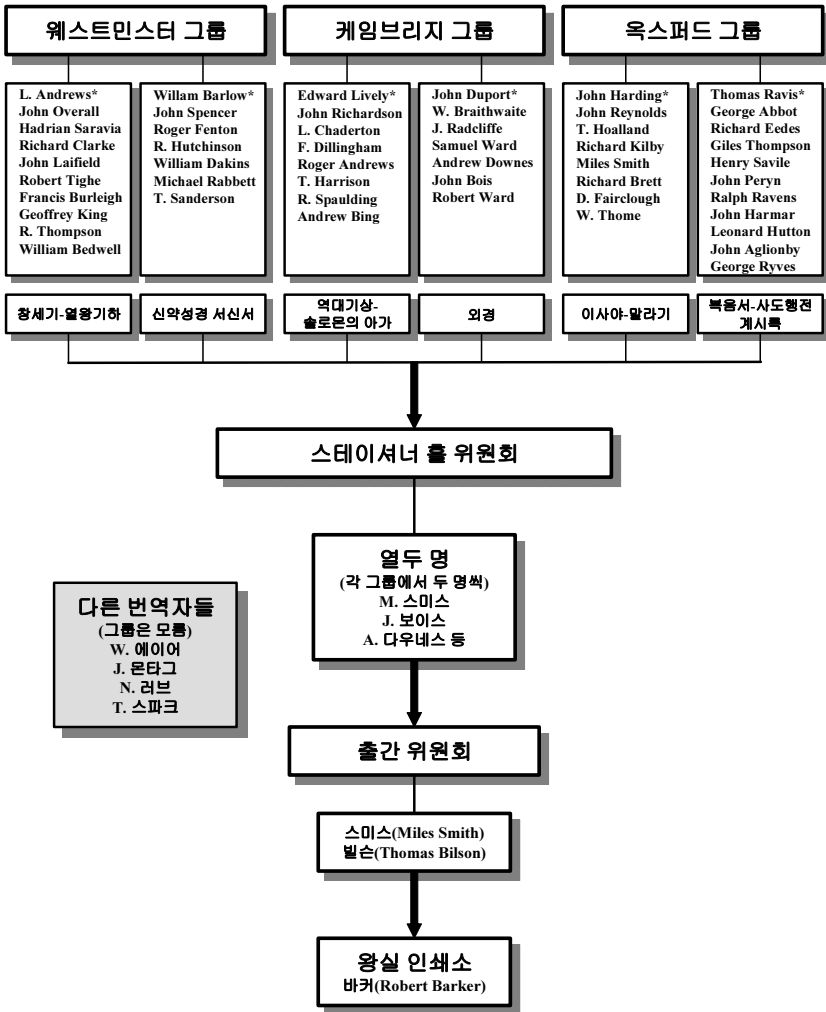 웨스트민스터 그룹
케임브리지 그룹
옥스퍼드 그룹
L. Andrews*
John Overall
Hadrian Saravia
Richard Clarke
John Laifield
Robert Tighe
Francis Burleigh
Geoffrey King
R. Thompson
William Bedwell
Willam Barlow*
John Spencer
Roger Fenton
R. Hutchinson
William Dakins
Michael Rabbett
T. Sanderson
Edward Lively*
John Richardson
L. Chaderton
F. Dillingham
Roger Andrews
T. Harrison
R. Spaulding
Andrew Bing
John Duport*
W. Braithwaite
J. Radcliffe
Samuel Ward
Andrew Downes
John Bois
Robert Ward
John Harding*
John Reynolds
T. Hoalland
Richard Kilby
Miles Smith
Richard Brett
D. Fairclough
W. Thome
Thomas Ravis*
George Abbot
Richard Eedes
Giles Thompson
Henry Savile
John Peryn
Ralph Ravens
John Harmar
Leonard Hutton
John Aglionby
George Ryves
창세기-열왕기하
신약성경 서신서
역대기상-
솔로몬의 아가
외경
이사야-말라기
복음서-사도행전
계시록
스테이셔너 홀 위원회
열두 명
(각 그룹에서 두 명씩)
M. 스미스
J. 보이스
A. 다우네스 등
다른 번역자들
(그룹은 모름)
W. 에이어
J. 몬타그
N. 러브
T. 스파크
출간 위원회
스미스(Miles Smith)
빌슨(Thomas Bilson)
왕실 인쇄소
바커(Robert Barker)